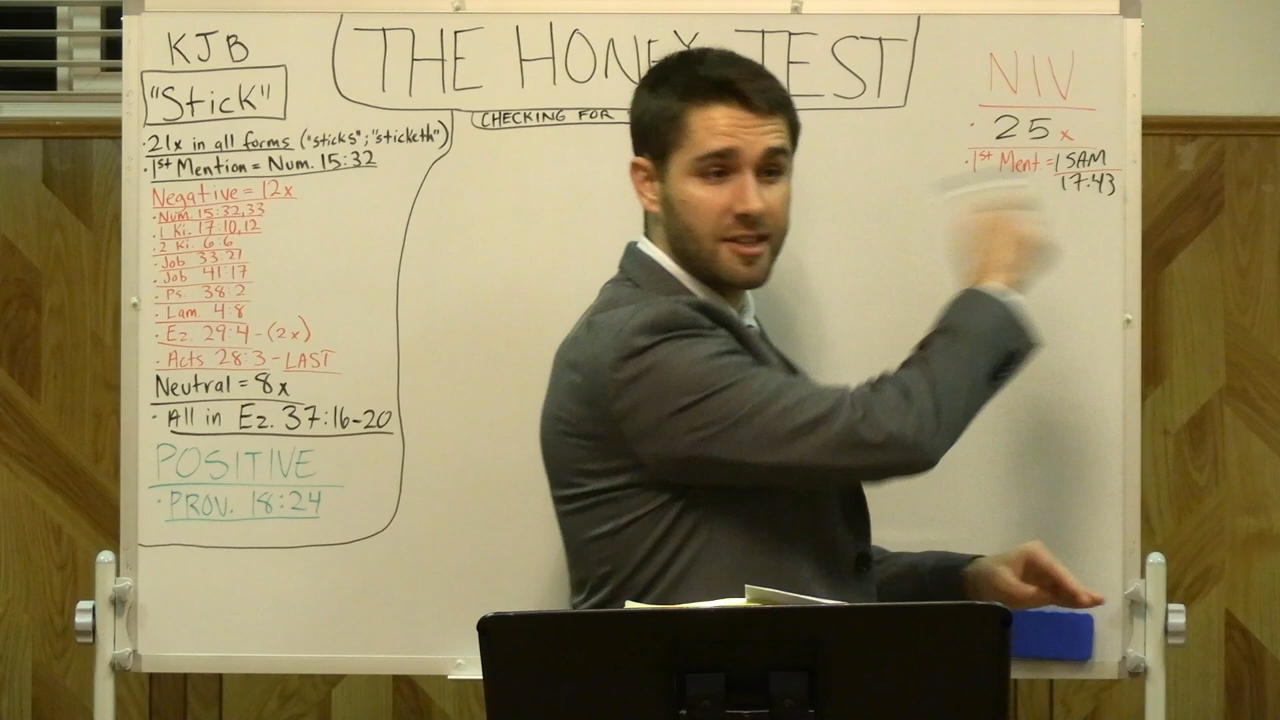 THE HONEY TEST
CHECKING FOR
KJB
"Stick"
·21x in all forms ("sticks"; "sticketh")
·1st Mention = Num. 15:32
Negative = 12x
·Num. 15:32,33
·1 Ki. 17:10,12
·2 Ki. 6:6
·Job 33:21
·Job 41:17
·Ps. 38:2
·Lam. 4:8
·Ez. 29:4 - (2x)
·Acts 28:3 - LAST
Neutral = 8x
·All in Ez. 37:16-20
POSITIVE
·PROV. 18:24
NIV
·25x
·1st Ment. = 1 SAM
17:43